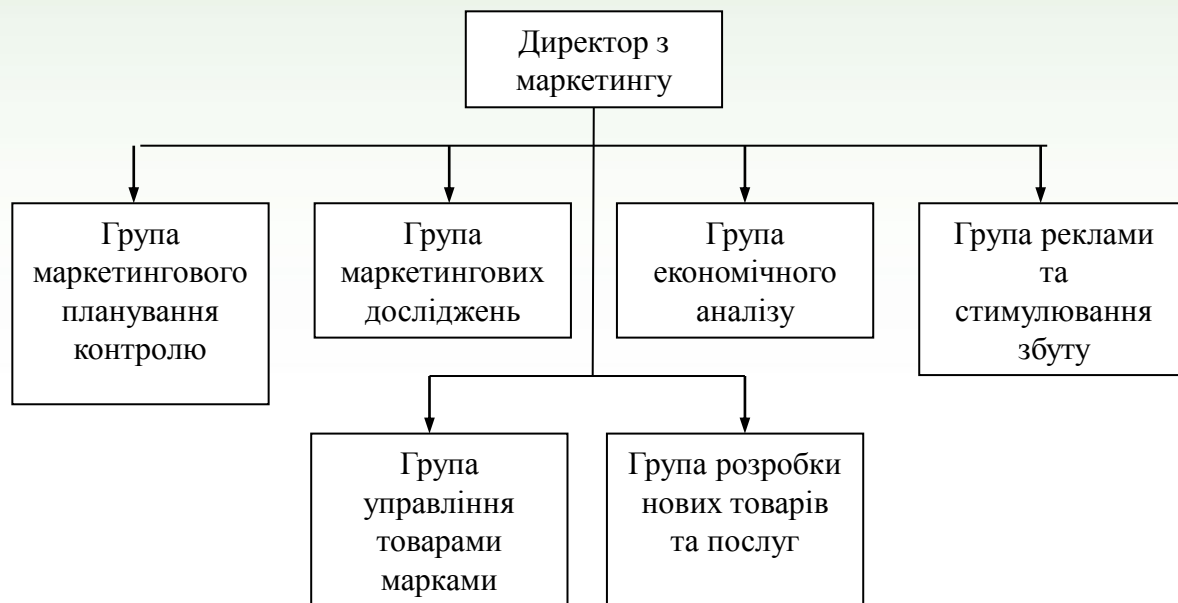 Директор з
маркетингу
Група
маркетингового
планування
контролю
Група
маркетингових
досліджень
Група
економічного
аналізу
Група реклами
та
стимулювання
збуту
Група
управління
товарами
марками
Група розробки
нових товарів
та послуг